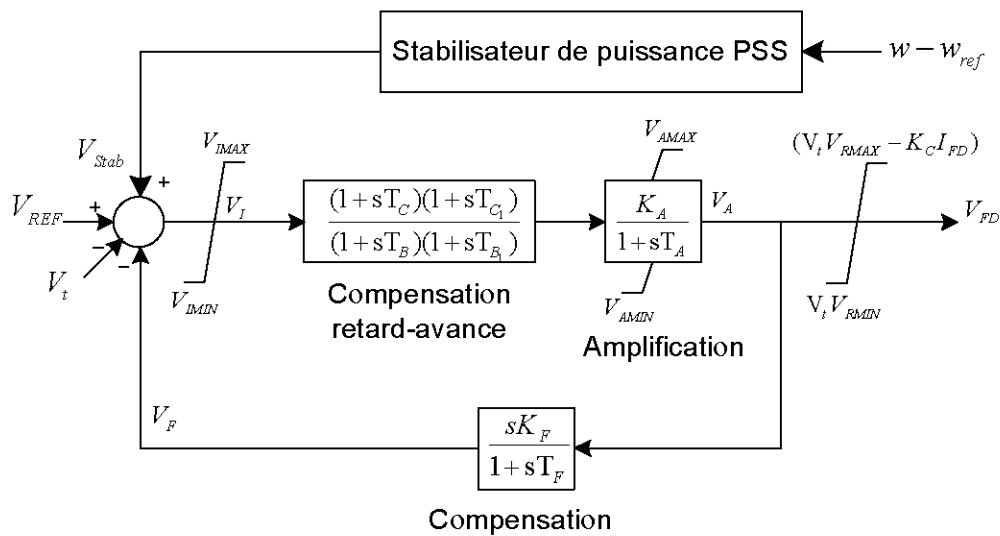 Stabilisateur de puissance PSS
w − w_ref
V_Stab
+
V_REF
+
−
V_t
−
V_IMAX
V_I
V_IMIN
(1+sT_C)(1+sT_C₁)
(1+sT_B)(1+sT_B₁)
Compensation
retard-avance
V_AMAX
K_A
1+sT_A
V_AMIN
Amplification
V_A
(V_t V_RMAX − K_C I_FD)
V_t V_RMIN
V_FD
V_F
sK_F
1+sT_F
Compensation